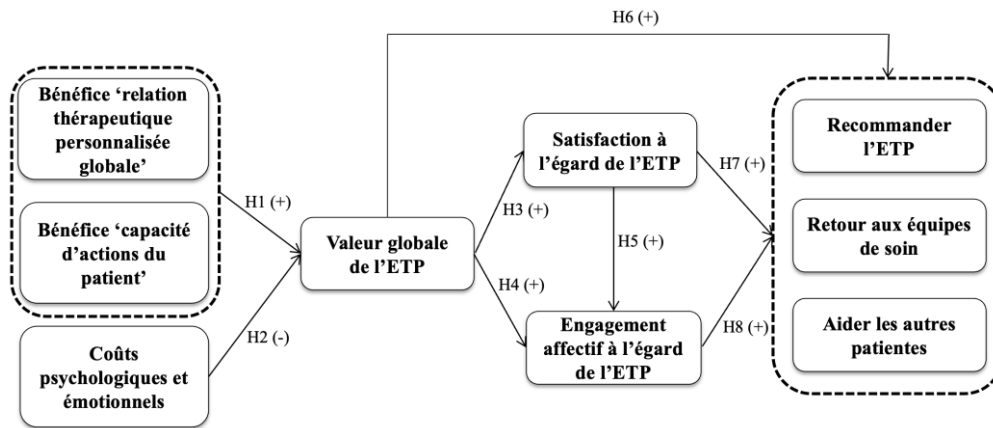 H6 (+)
Bénéfice ‘relation
thérapeutique
personnalisée
globale’
Bénéfice ‘capacité
d’actions du
patient’
Coûts
psychologiques et
émotionnels
H1 (+)
H2 (-)
Valeur globale
de l’ETP
H3 (+)
H4 (+)
Satisfaction à
l’égard de l’ETP
H5 (+)
Engagement
affectif à l’égard
de l’ETP
H7 (+)
H8 (+)
Recommander
l’ETP
Retour aux équipes
de soin
Aider les autres
patientes